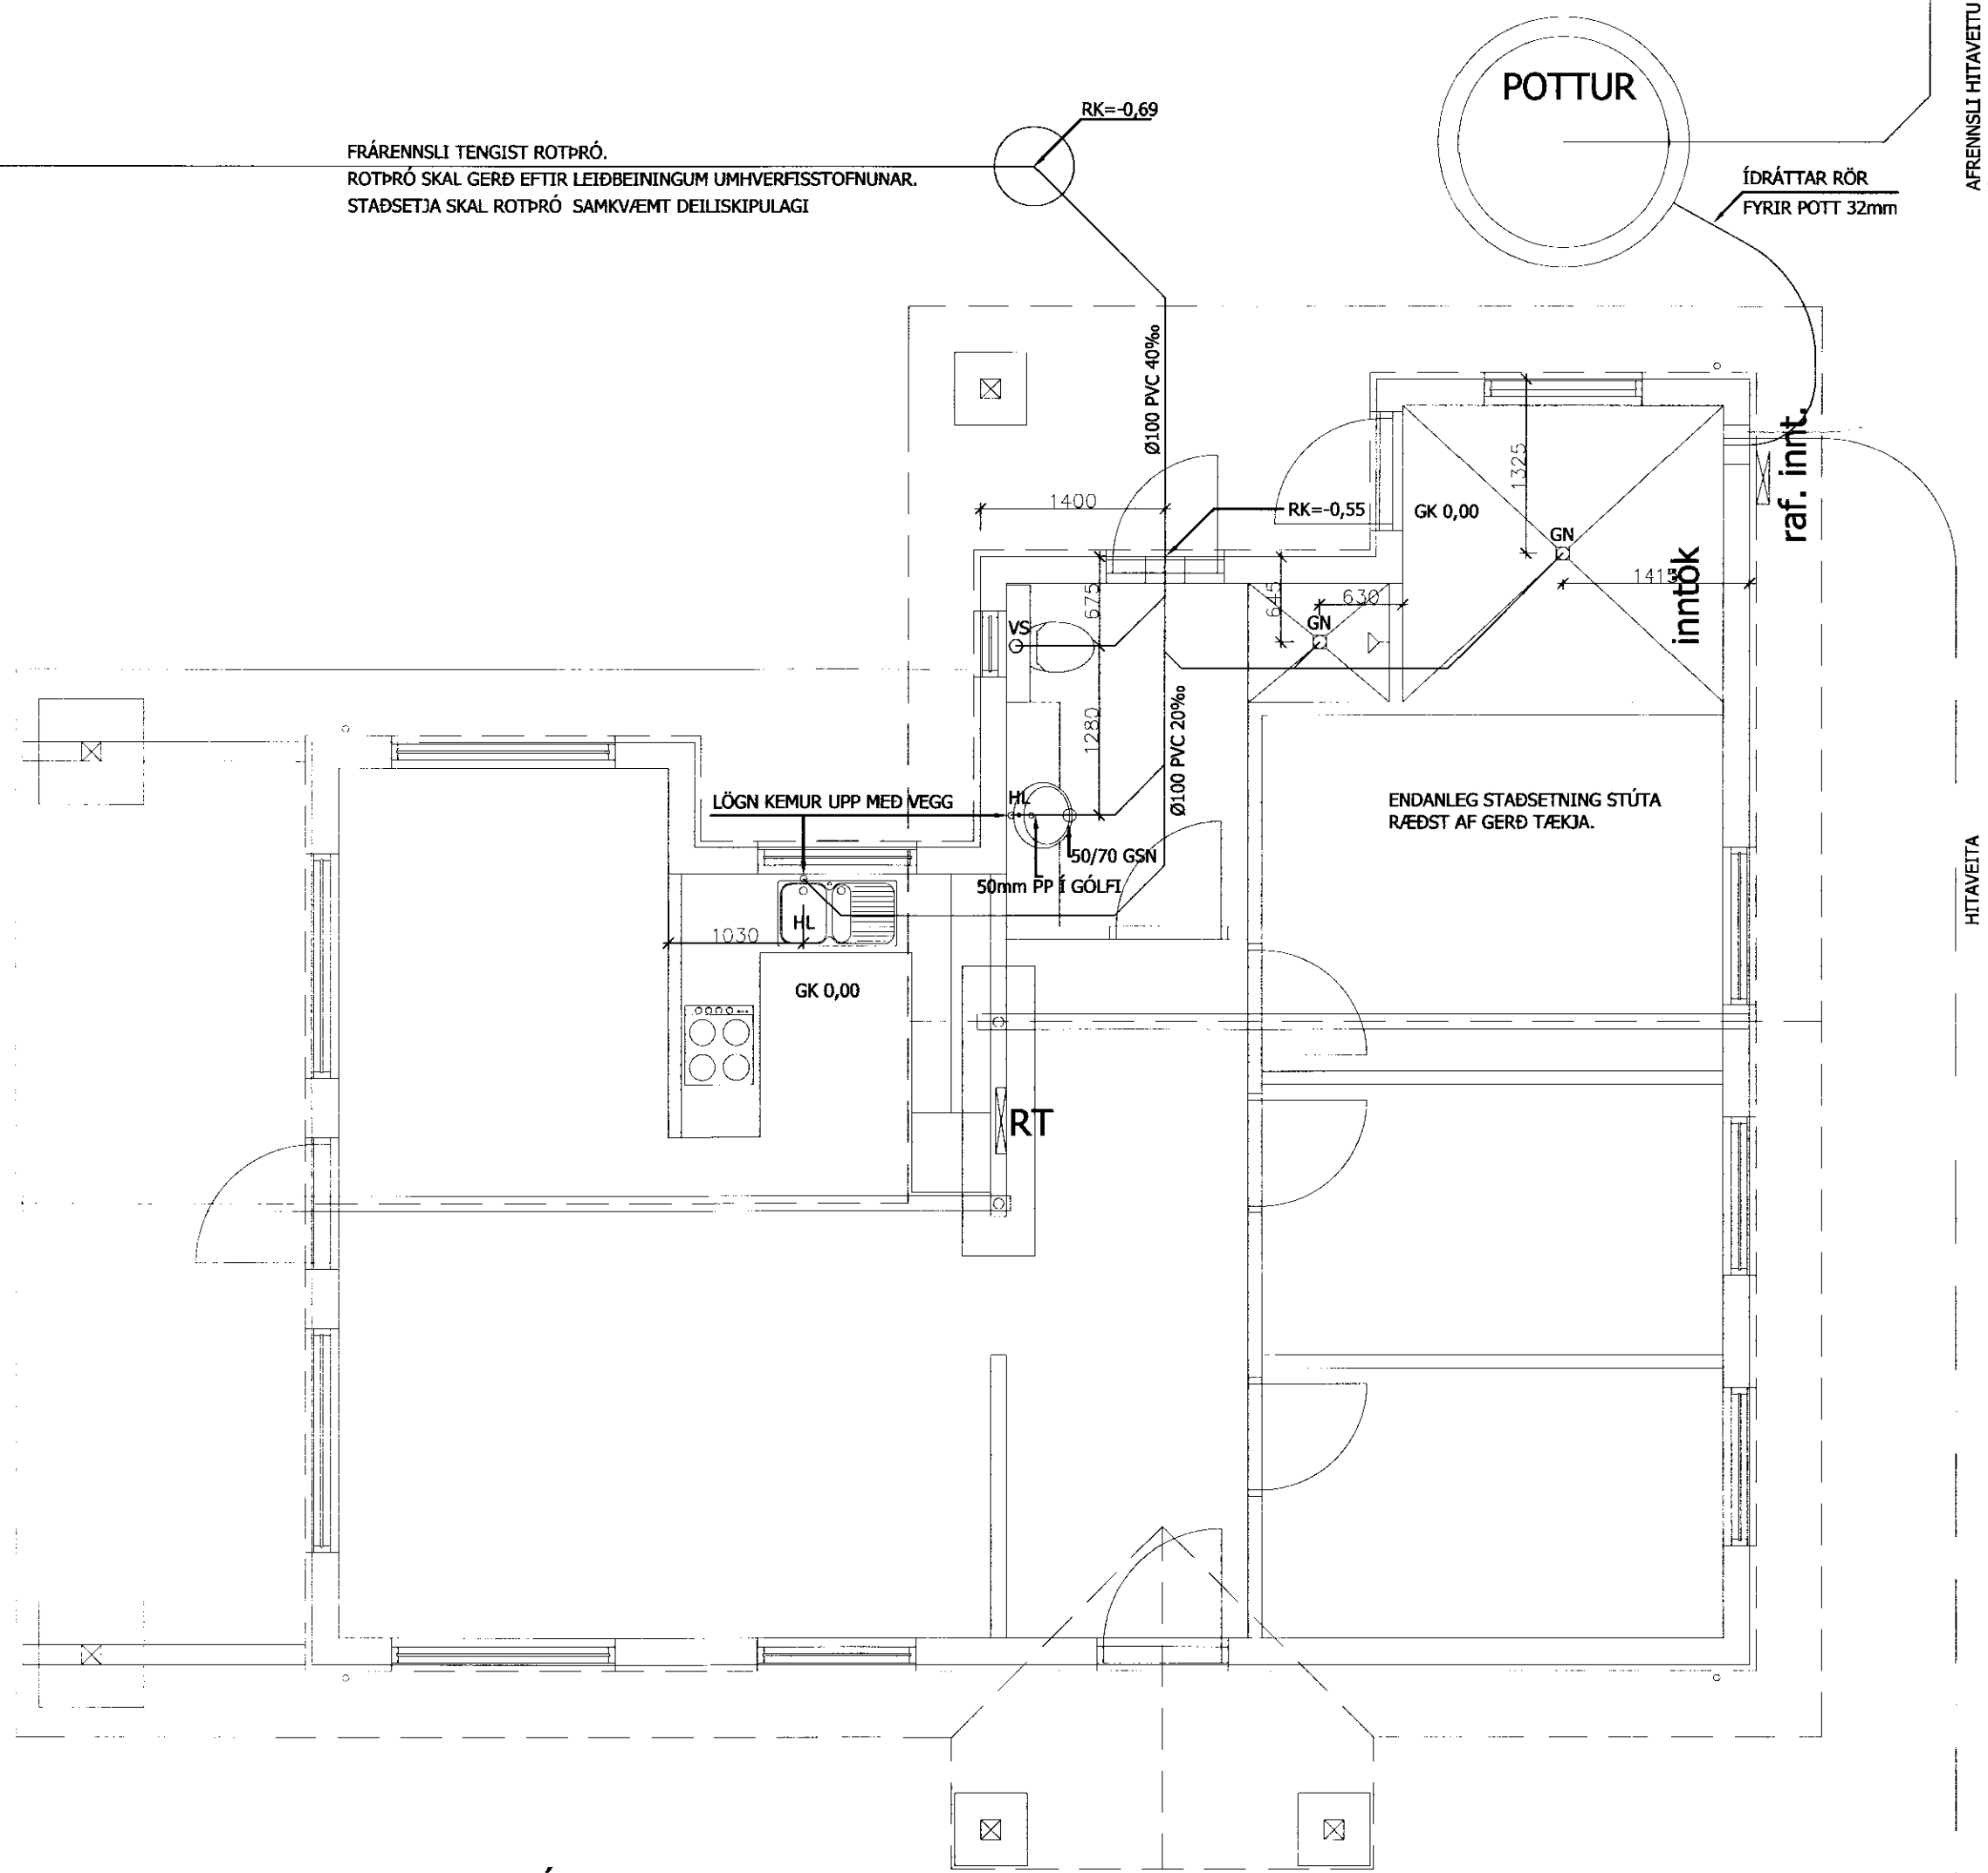 POTTUR
AFRENNSLI HITAVEITU
RK=-0,69
FRÁRENNSLI TENGIST ROTÞRÓ.
ROTÞRÓ SKAL GERÐ EFTIR LEIÐBEININGUM UMHVERFISSTOFNUNAR.
STAÐSETJA SKAL ROTÞRÓ SAMKVÆMT DEILISKIPULAGI
ÍDRÁTTAR RÖR
FYRIR POTT 32mm
Ø100 PVC 40‰
raf. innt.
1325
1400
RK=-0,55
GK 0,00
GN
1415
inntök
675
645
630
GN
VS
1280
Ø100 PVC 20‰
LÖGN KEMUR UPP MEÐ VEGG
HL
ENDANLEG STAÐSETNING STÚTA
RÆÐST AF GERÐ TÆKJA.
50/70 GSN
50mm PP Í GÓLFI
HL
1030
GK 0,00
HITAVEITA
RT